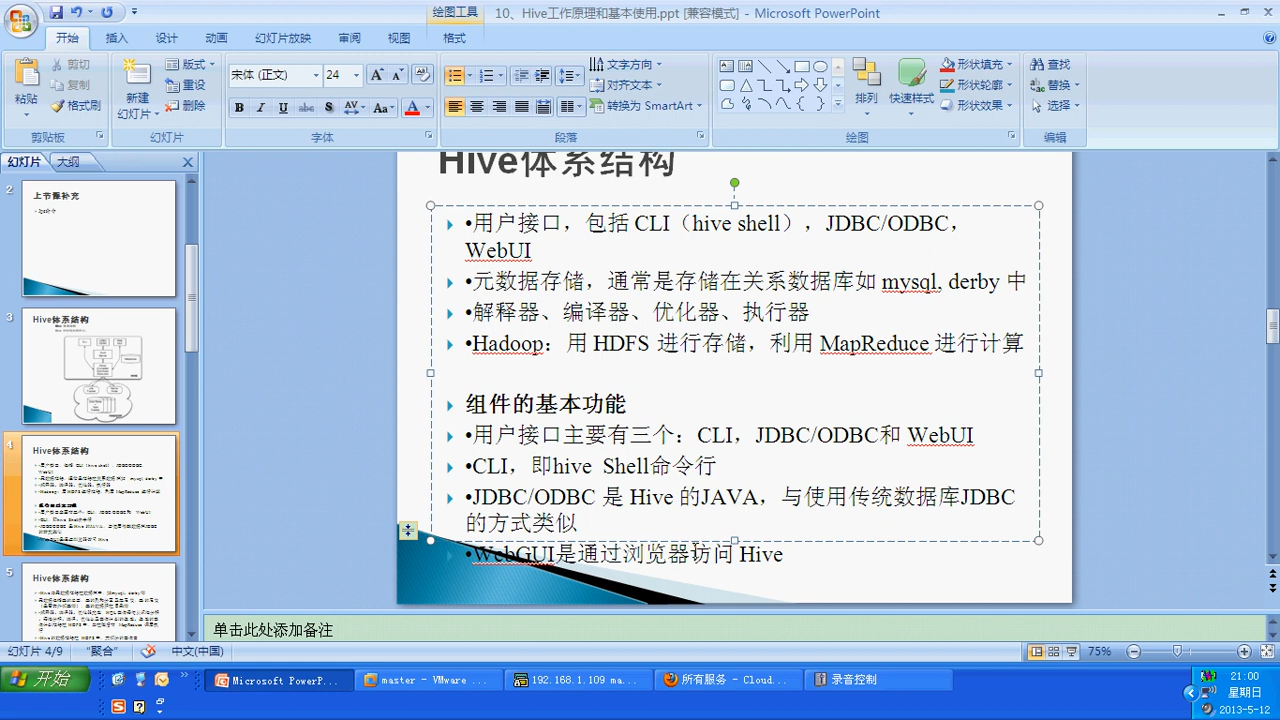 绘图工具
10、Hive工作原理和基本使用.ppt [兼容模式] - Microsoft PowerPoint
开始 插入 设计 动画 幻灯片放映 审阅 视图 格式
粘贴 剪切 复制 格式刷
新建 幻灯片 版式 重设 删除
宋体 (正文) 24
文字方向 对齐文本 转换为 SmartArt
排列 快速样式 形状填充 形状轮廓 形状效果
查找 替换 选择
剪贴板 幻灯片 字体 段落 绘图 编辑
幻灯片 大纲
2
上节课补充
3
Hive体系结构
4
Hive体系结构
5
Hive体系结构
Hive体系结构
•用户接口，包括 CLI（hive shell），JDBC/ODBC，
WebUI
•元数据存储，通常是存储在关系数据库如 mysql, derby 中
•解释器、编译器、优化器、执行器
•Hadoop：用 HDFS 进行存储，利用 MapReduce 进行计算
组件的基本功能
•用户接口主要有三个：CLI，JDBC/ODBC和 WebUI
•CLI，即hive Shell命令行
•JDBC/ODBC 是 Hive 的JAVA，与使用传统数据库JDBC
的方式类似
•WebGUI是通过浏览器访问 Hive
单击此处添加备注
幻灯片 4/9 “聚合” 中文(中国) 75%
开始 Microsoft PowerP... master - VMware ... 192.168.1.109 ma... 所有服务 - Cloud... 录音控制
21:00
星期日
2013-5-12